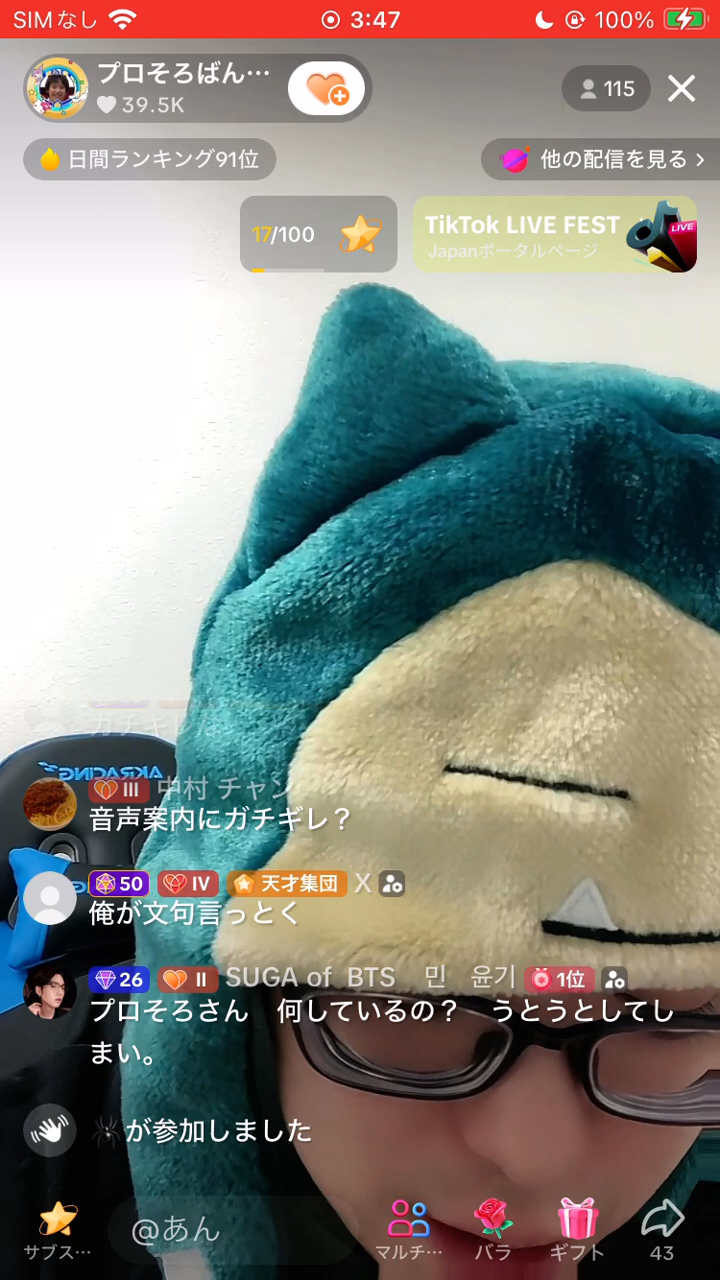 SIMなし 3:47 100%
プロそろばん…
39.5K
115
日間ランキング91位
他の配信を見る
17/100
TikTok LIVE FEST
Japanポータルページ
LIVE
AKRACING
III 中村 チャン
音声案内にガチギレ？
50 IV 天才集団 X
俺が文句言っとく
26 II SUGA of BTS 민 윤기 1位
プロそろさん 何しているの？ うとうとしてし
まい。
🕷が参加しました
@あん
サブス… マルチ… バラ ギフト 43